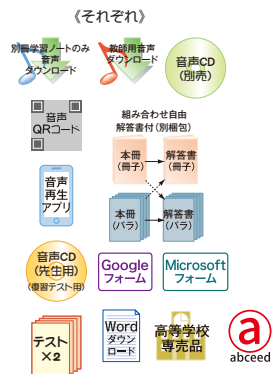 《それぞれ》
別冊学習ノートのみ
音声
ダウンロード
教師用音声
ダウンロード
音声CD
(別売)
音声
QRコード
組み合わせ自由
解答書付(別梱包)
本冊
(冊子)
解答書
(冊子)
音声
再生
アプリ
本冊
(バラ)
解答書
(バラ)
音声CD
(先生用)
(復習テスト用)
Google
フォーム
Microsoft
フォーム
テスト
×2
Word
ダウン
ロード
高等学校
専売品
a
abceed